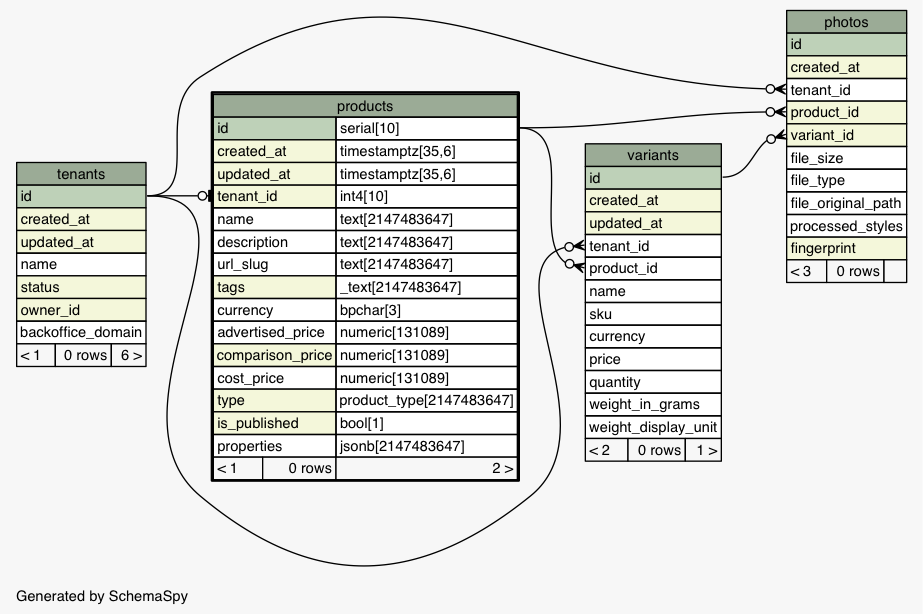 tenants
id
created_at
updated_at
name
status
owner_id
backoffice_domain
< 1 0 rows 6 >
products
id serial[10]
created_at timestamptz[35,6]
updated_at timestamptz[35,6]
tenant_id int4[10]
name text[2147483647]
description text[2147483647]
url_slug text[2147483647]
tags _text[2147483647]
currency bpchar[3]
advertised_price numeric[131089]
comparison_price numeric[131089]
cost_price numeric[131089]
type product_type[2147483647]
is_published bool[1]
properties jsonb[2147483647]
< 1 0 rows 2 >
variants
id
created_at
updated_at
tenant_id
product_id
name
sku
currency
price
quantity
weight_in_grams
weight_display_unit
< 2 0 rows 1 >
photos
id
created_at
tenant_id
product_id
variant_id
file_size
file_type
file_original_path
processed_styles
fingerprint
< 3 0 rows
Generated by SchemaSpy